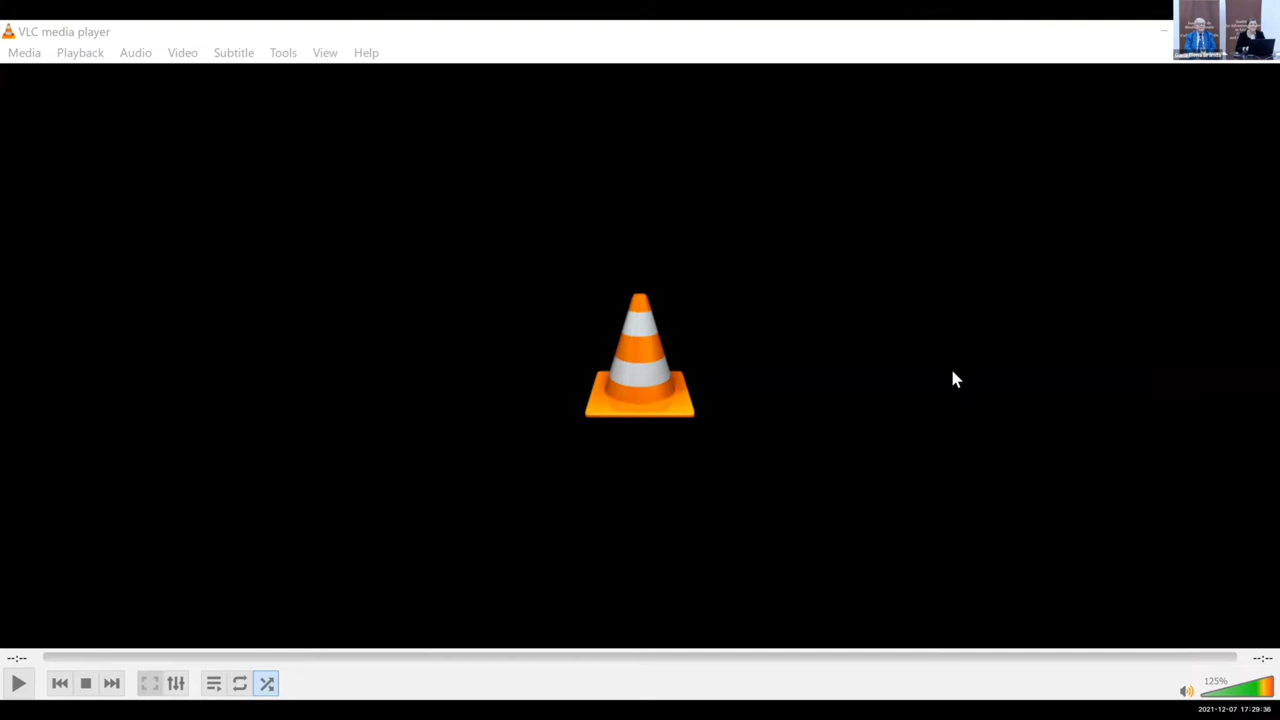 VLC media player
Media Playback Audio Video Subtitle Tools View Help
--:-- --:--
125%
2021-12-07 17:29:36